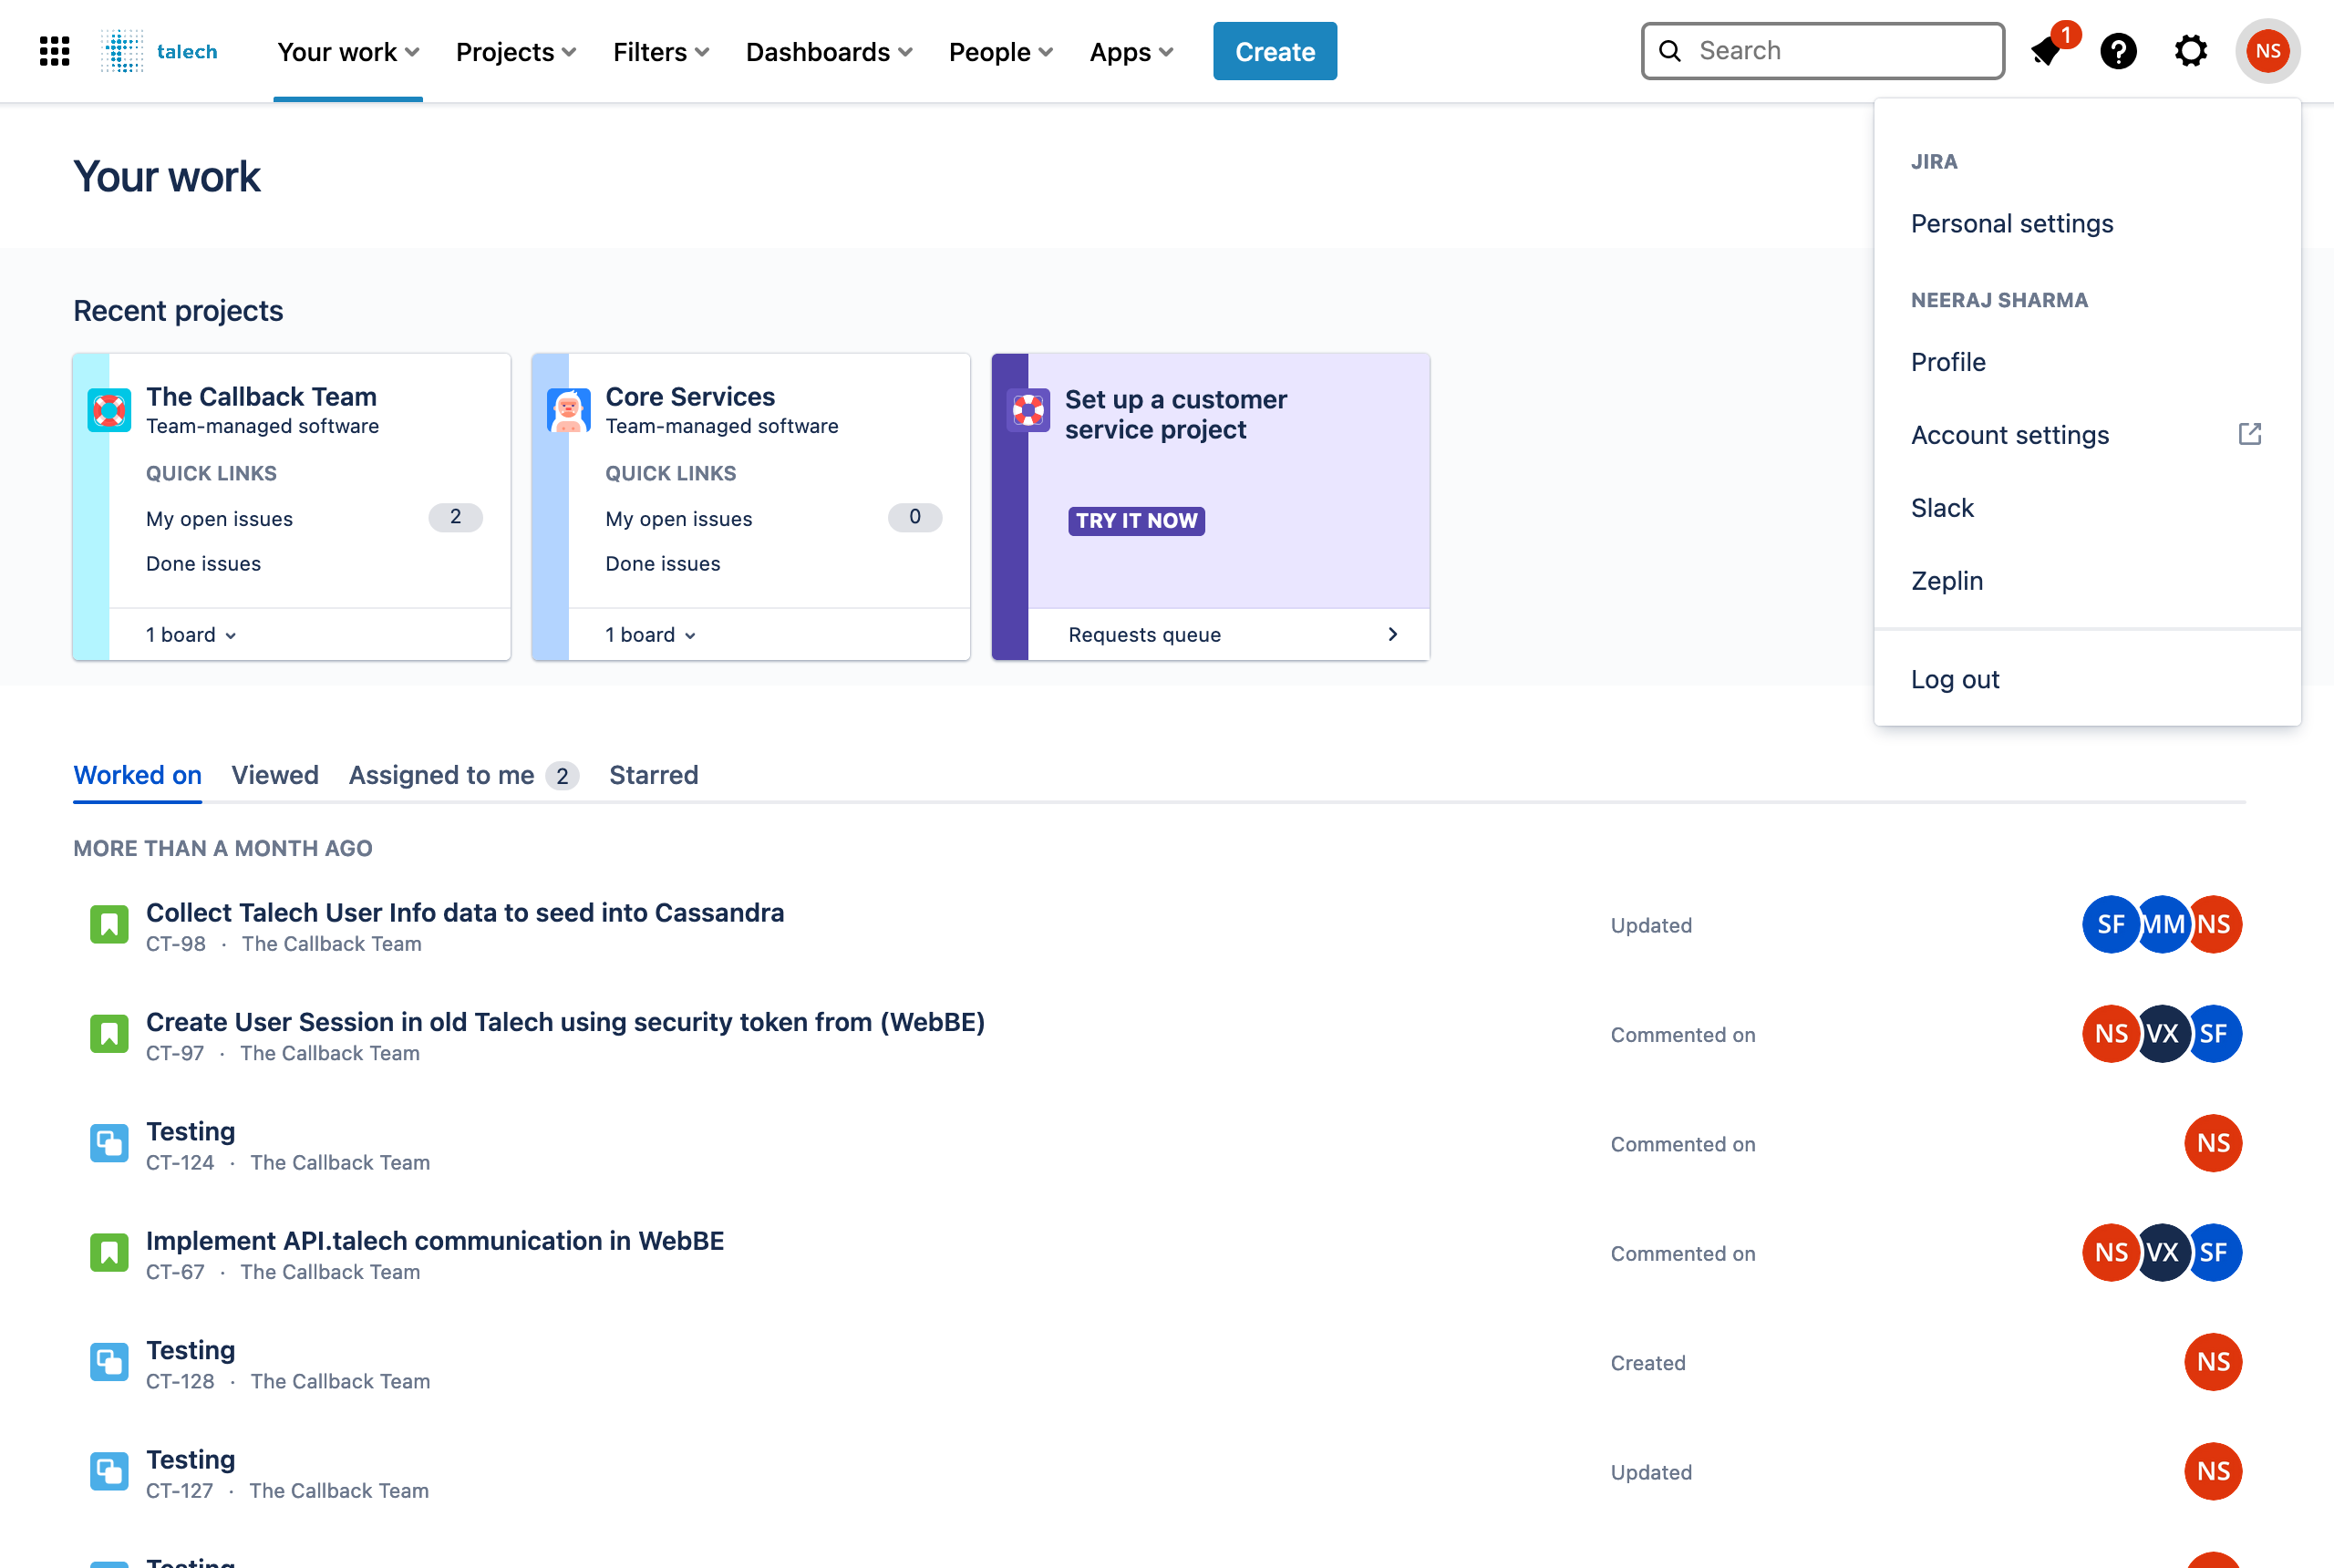 talech
Your work
Projects
Filters
Dashboards
People
Apps
Create
Search
1
NS
JIRA
Personal settings
NEERAJ SHARMA
Profile
Account settings
Slack
Zeplin
Log out
Your work
Recent projects
The Callback Team
Team-managed software
QUICK LINKS
My open issues 2
Done issues
1 board
Core Services
Team-managed software
QUICK LINKS
My open issues 0
Done issues
1 board
Set up a customer
service project
TRY IT NOW
Requests queue
Worked on
Viewed
Assigned to me 2
Starred
MORE THAN A MONTH AGO
Collect Talech User Info data to seed into Cassandra
CT-98 · The Callback Team
Updated
SF MM NS
Create User Session in old Talech using security token from (WebBE)
CT-97 · The Callback Team
Commented on
NS VX SF
Testing
CT-124 · The Callback Team
Commented on
NS
Implement API.talech communication in WebBE
CT-67 · The Callback Team
Commented on
NS VX SF
Testing
CT-128 · The Callback Team
Created
NS
Testing
CT-127 · The Callback Team
Updated
NS
Testing